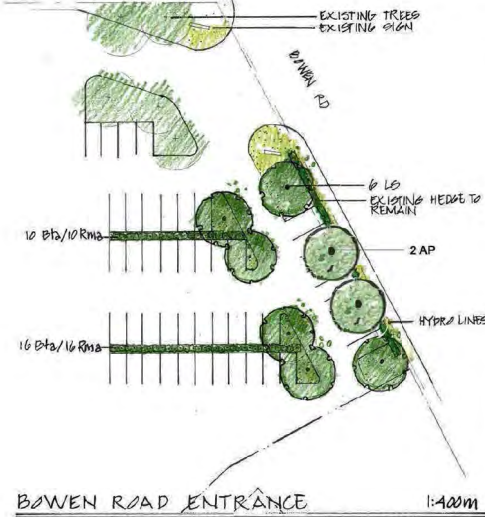 EXISTING TREES
EXISTING SIGN
BOWEN RD
6 LS
EXISTING HEDGE TO
REMAIN
10 Bta/10 Rma
2 AP
HYDRO LINES
16 Bta/16 Rma
BOWEN ROAD ENTRANCE
1:400m